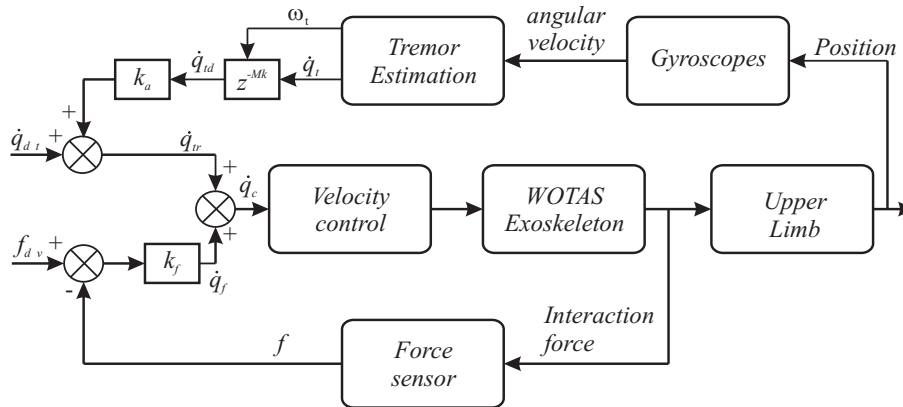 ω_t
angular
velocity
Position
Tremor
Estimation
Gyroscopes
q̇_td
q̇_t
k_a
z^-Mk
+
q̇_d t
+
q̇_tr
+
q̇_c
Velocity
control
WOTAS
Exoskeleton
Upper
Limb
f_d v
+
k_f
+
q̇_f
-
f
Force
sensor
Interaction
force